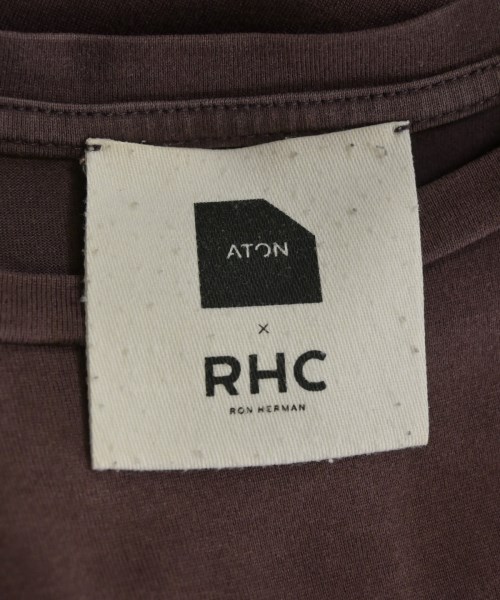 ATON
×
RHC
RON HERMAN